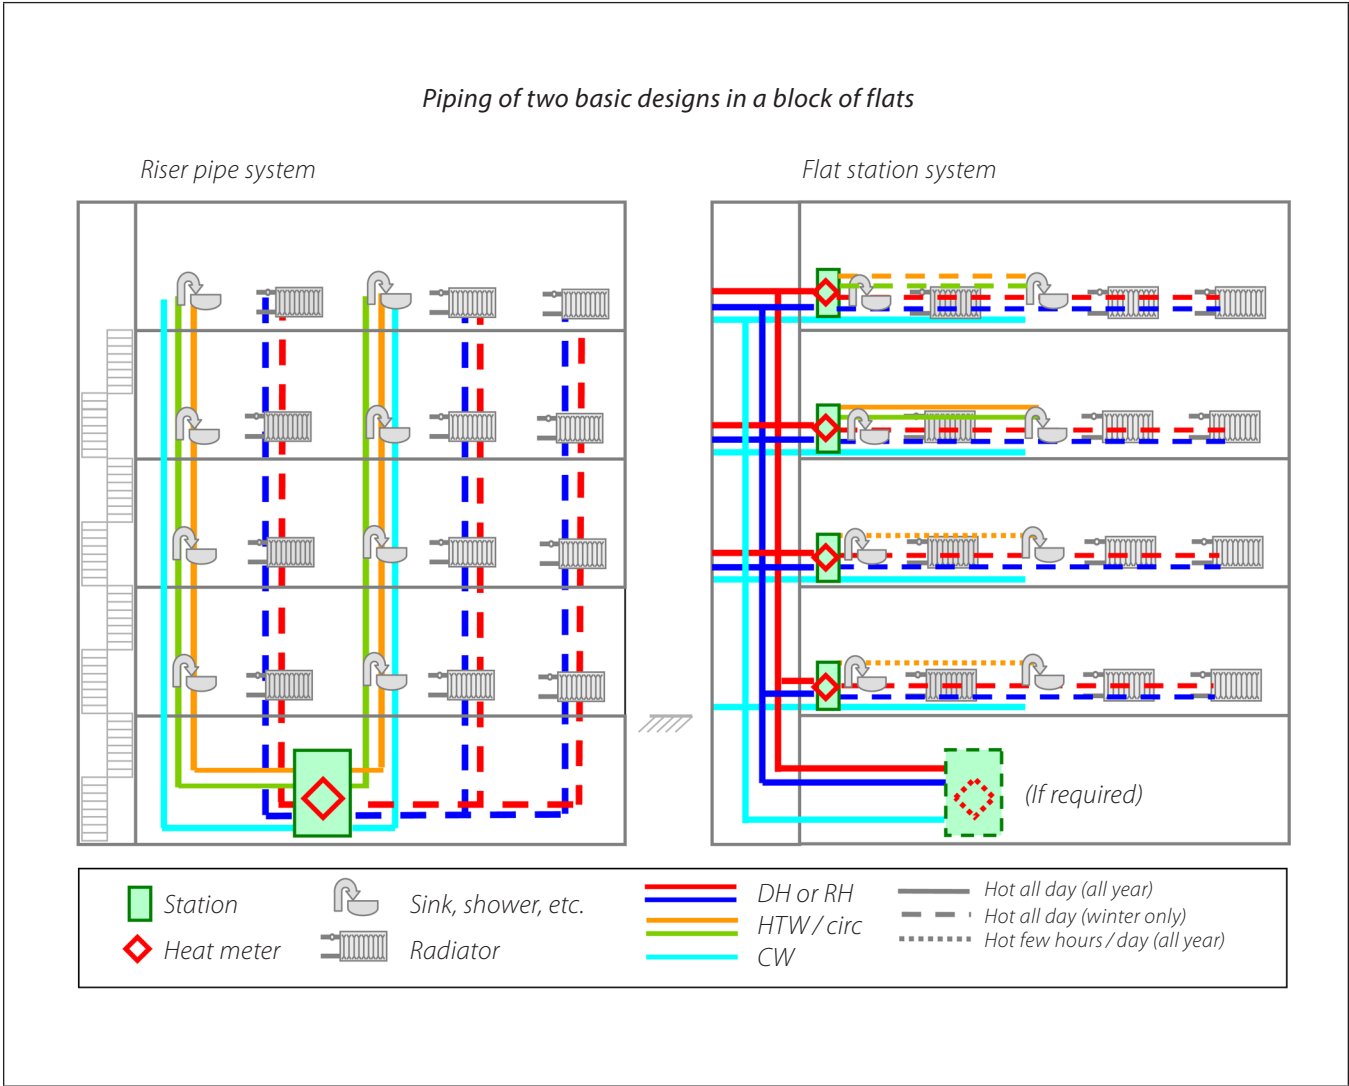 Piping of two basic designs in a block of flats
Riser pipe system
Flat station system
(If required)
Station
Heat meter
Sink, shower, etc.
Radiator
DH or RH
HTW / circ
CW
Hot all day (all year)
Hot all day (winter only)
Hot few hours / day (all year)